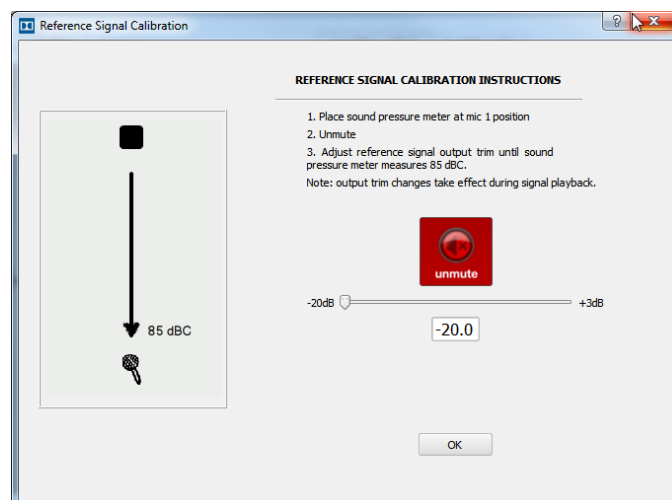 Reference Signal Calibration
REFERENCE SIGNAL CALIBRATION INSTRUCTIONS
1. Place sound pressure meter at mic 1 position
2. Unmute
3. Adjust reference signal output trim until sound
pressure meter measures 85 dBC.
Note: output trim changes take effect during signal playback.
85 dBC
unmute
-20dB
+3dB
-20.0
OK